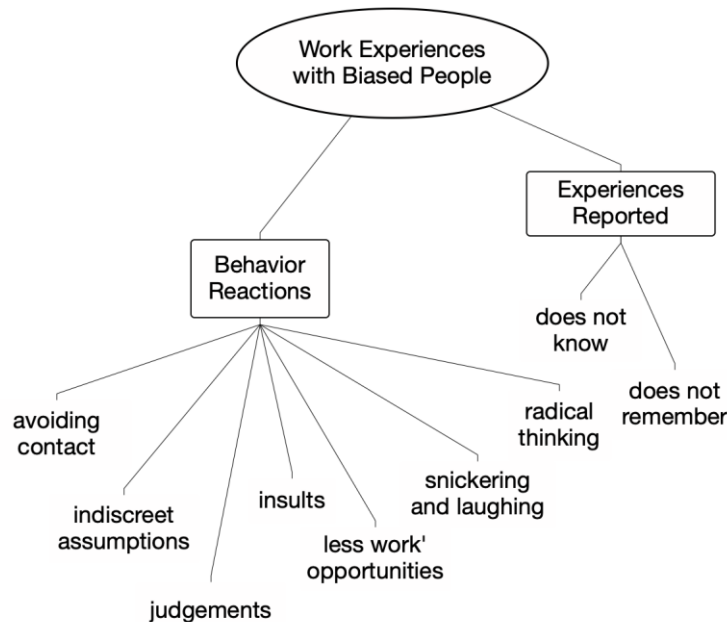 Work Experiences
with Biased People
Experiences
Reported
Behavior
Reactions
does not
know
does not
remember
avoiding
contact
radical
thinking
snickering
and laughing
insults
indiscreet
assumptions
less work'
opportunities
judgements